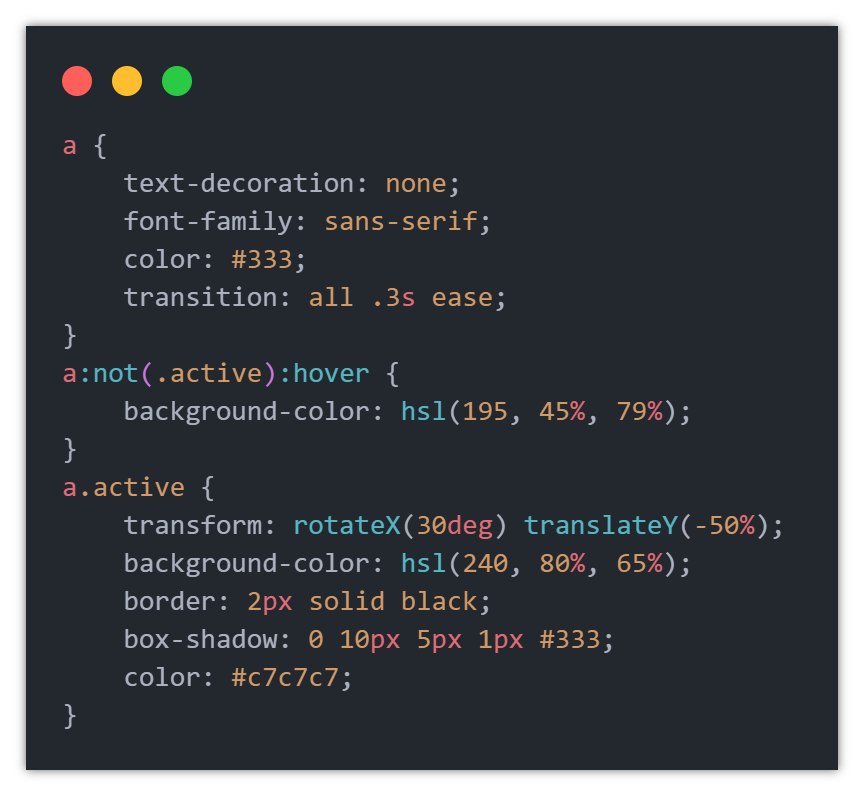 a {
    text-decoration: none;
    font-family: sans-serif;
    color: #333;
    transition: all .3s ease;
}
a:not(.active):hover {
    background-color: hsl(195, 45%, 79%);
}
a.active {
    transform: rotateX(30deg) translateY(-50%);
    background-color: hsl(240, 80%, 65%);
    border: 2px solid black;
    box-shadow: 0 10px 5px 1px #333;
    color: #c7c7c7;
}